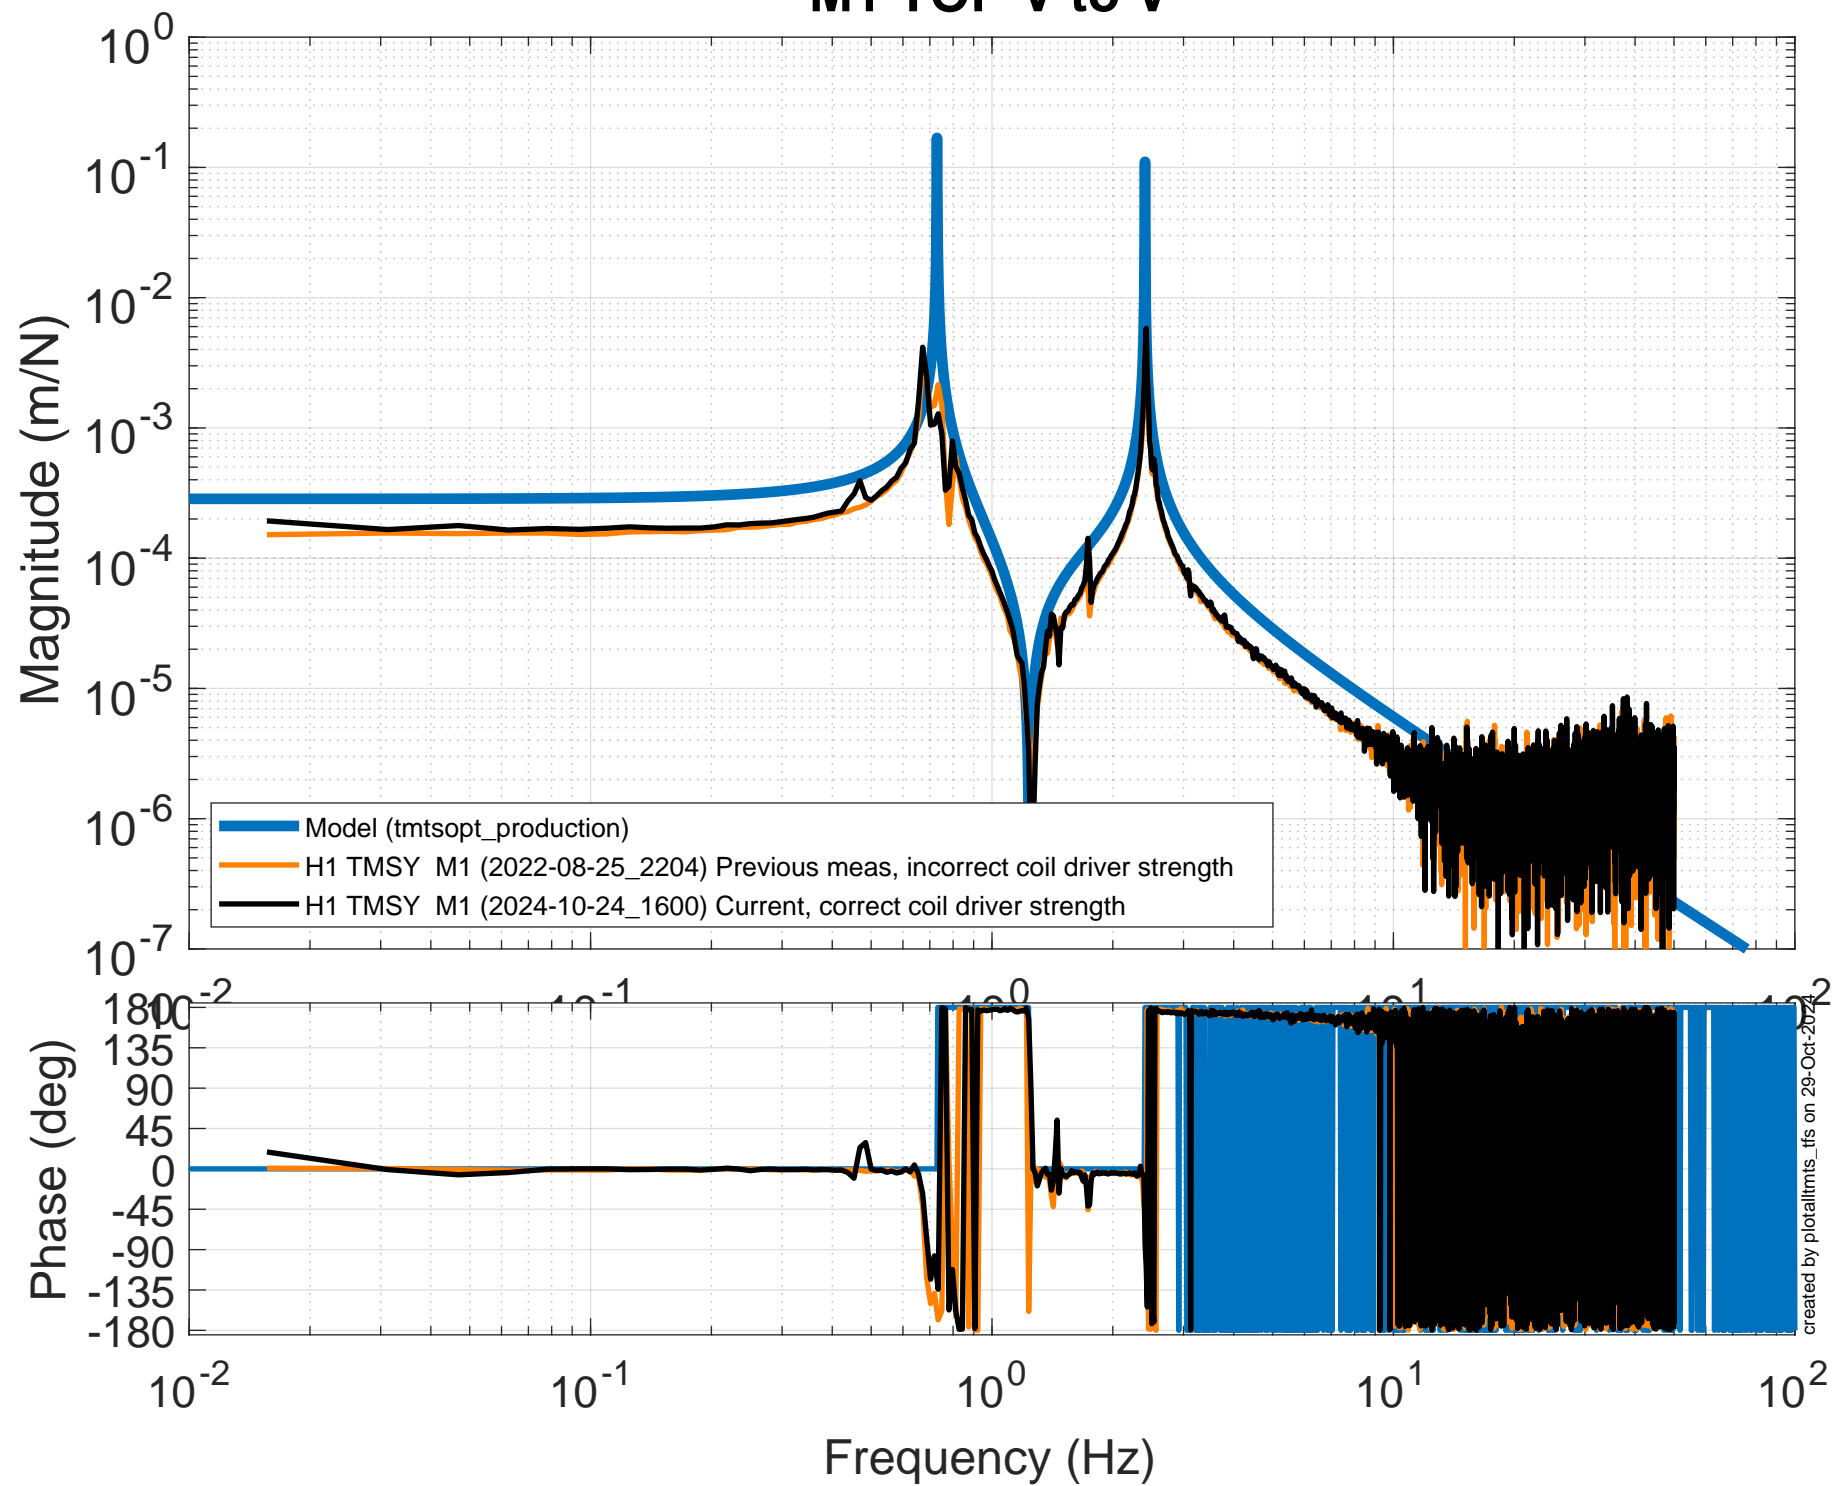 10^0
10^-1
10^-2
10^-3
10^-4
10^-5
10^-6
10^-7
Magnitude (m/N)
Model (tmtsopt_production)
H1 TMSY M1 (2022-08-25_2204) Previous meas, incorrect coil driver strength
H1 TMSY M1 (2024-10-24_1600) Current, correct coil driver strength
180
135
90
45
0
-45
-90
-135
-180
Phase (deg)
10^-2 10^-1 10^0 10^1 10^2
Frequency (Hz)
created by plotalltmts_tfs on 29-Oct-2024